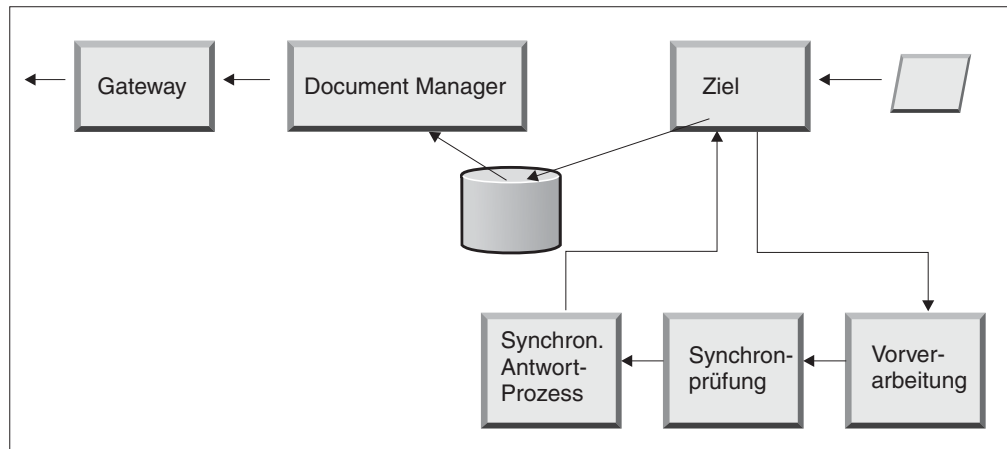 Gateway
Document Manager
Ziel
Synchron.
Antwort-
Prozess
Synchron-
prüfung
Vorver-
arbeitung